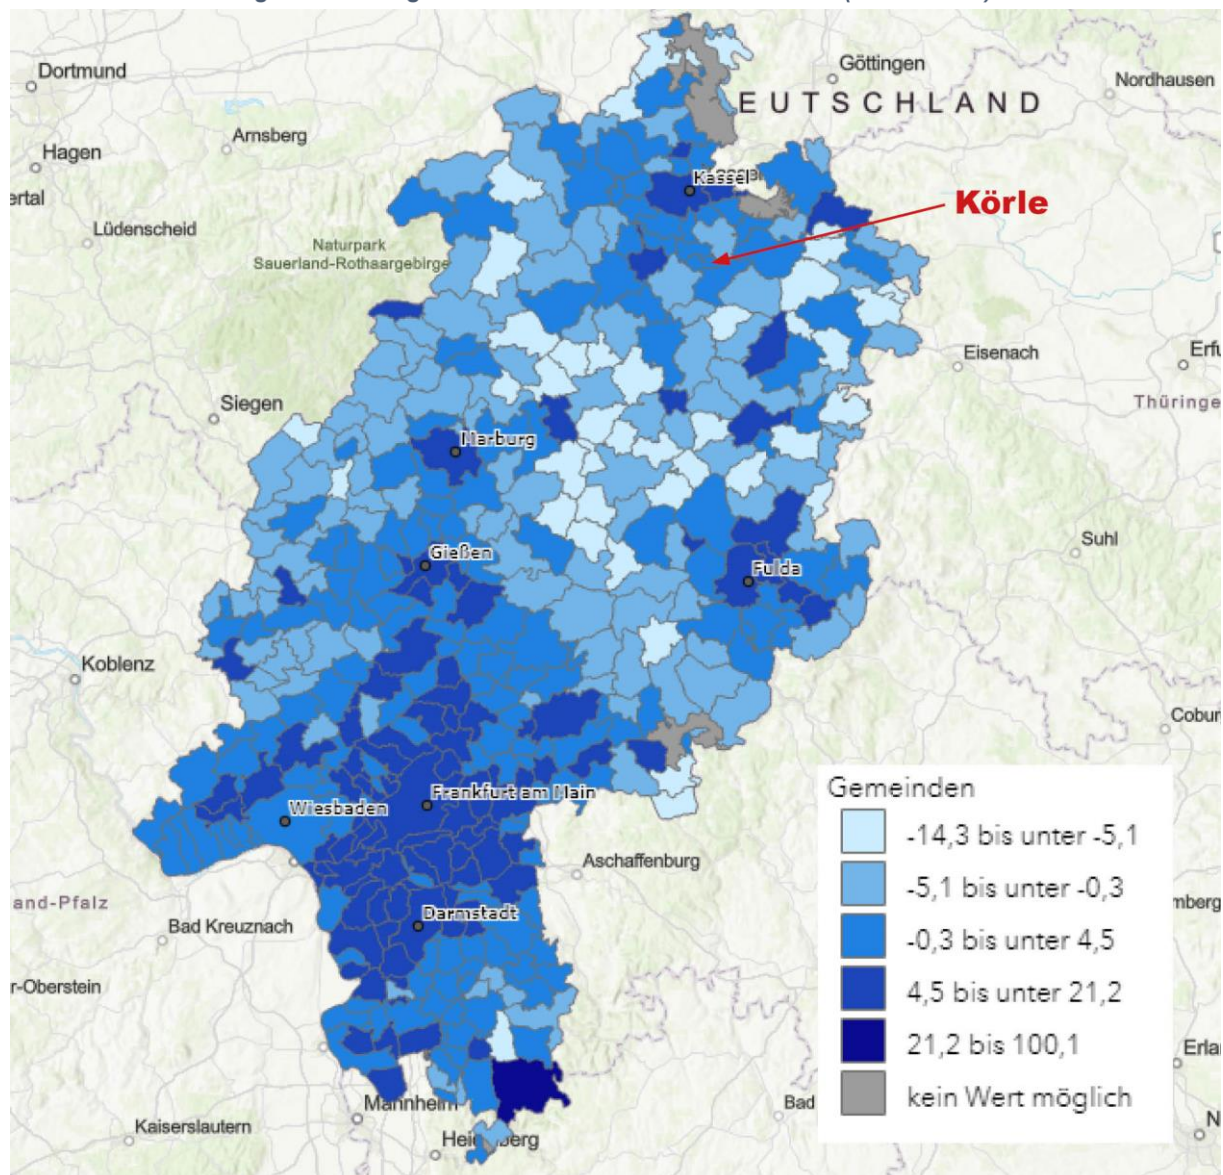 Dortmund
Göttingen
Nordhausen
EUTSCHLAND
Arnsberg
Hagen
Kassel
ertal
Körle
Lüdenscheid
Naturpark
Sauerland-Rothaargebirge
Eisenach
Erfu
Thüringe
Siegen
Marburg
Gießen
Suhl
Fulda
Koblenz
Cobur
Gemeinden
-14,3 bis unter -5,1
-5,1 bis unter -0,3
-0,3 bis unter 4,5
4,5 bis unter 21,2
21,2 bis 100,1
kein Wert möglich
Frankfurt am Main
Wiesbaden
Aschaffenburg
and-Pfalz
mberg
Bad Kreuznach
Darmstadt
r-Oberstein
Erla
Mannheim
Bad
Kaiserslautern
N